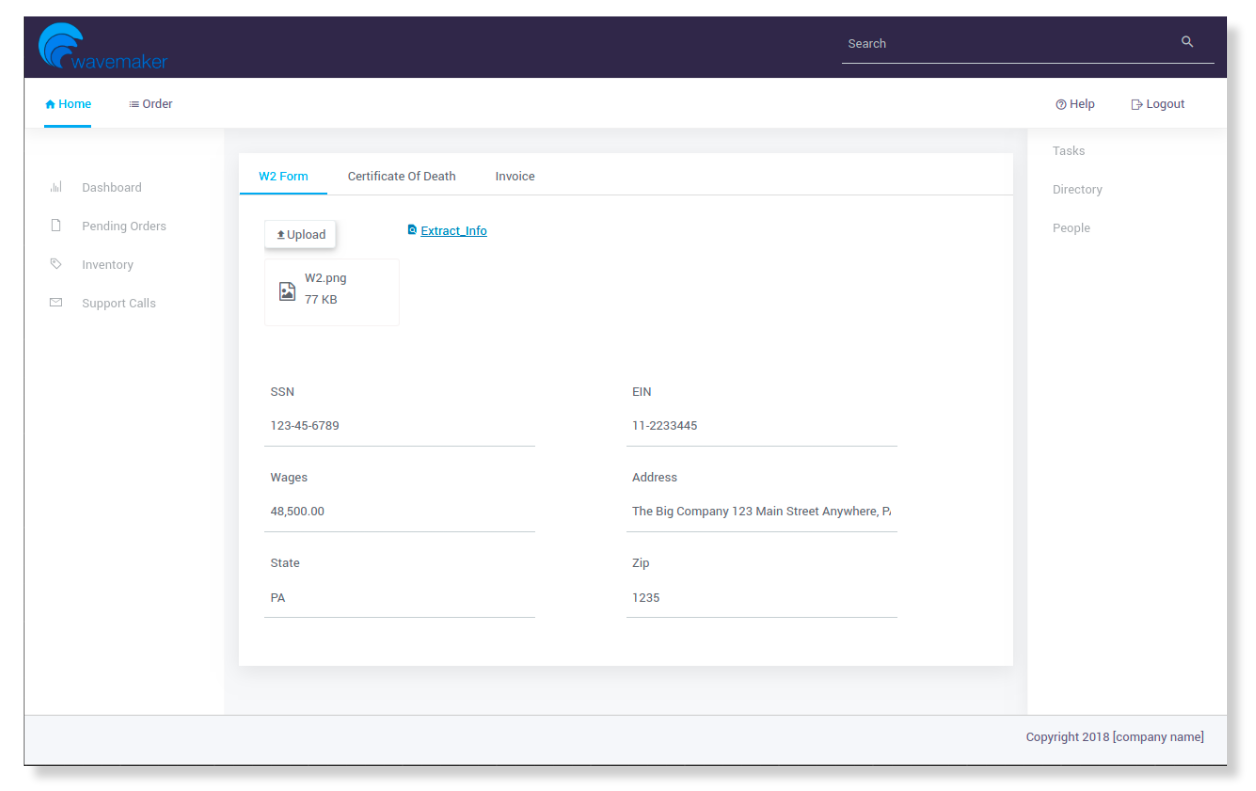 wavemaker
Search
Home
Order
Help
Logout
Dashboard
Pending Orders
Inventory
Support Calls
W2 Form
Certificate Of Death
Invoice
Upload
Extract_Info
W2.png
77 KB
SSN
EIN
123-45-6789
11-2233445
Wages
Address
48,500.00
The Big Company 123 Main Street Anywhere,
State
Zip
PA
1235
Tasks
Directory
People
Copyright 2018 [company name]